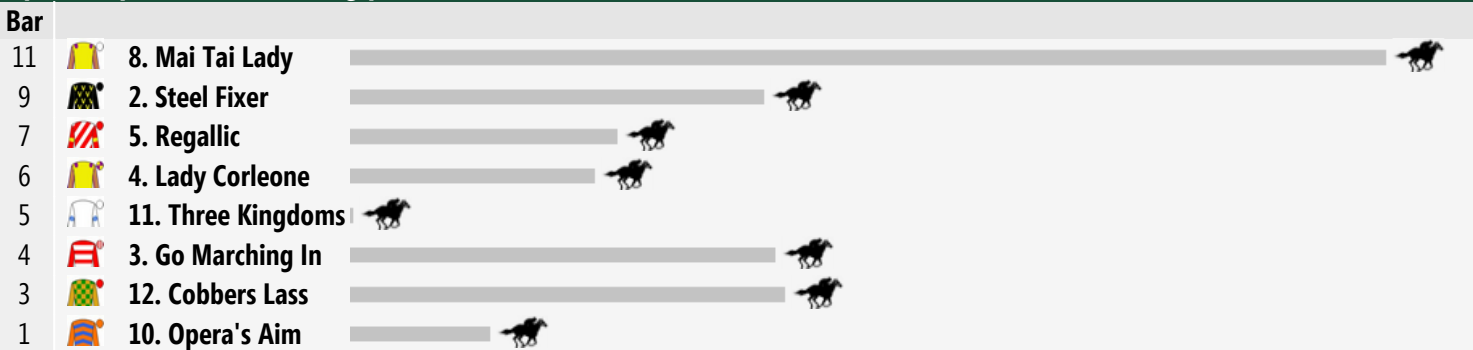 Bar
11 8. Mai Tai Lady
9 2. Steel Fixer
7 5. Regallic
6 4. Lady Corleone
5 11. Three Kingdoms
4 3. Go Marching In
3 12. Cobbers Lass
1 10. Opera's Aim